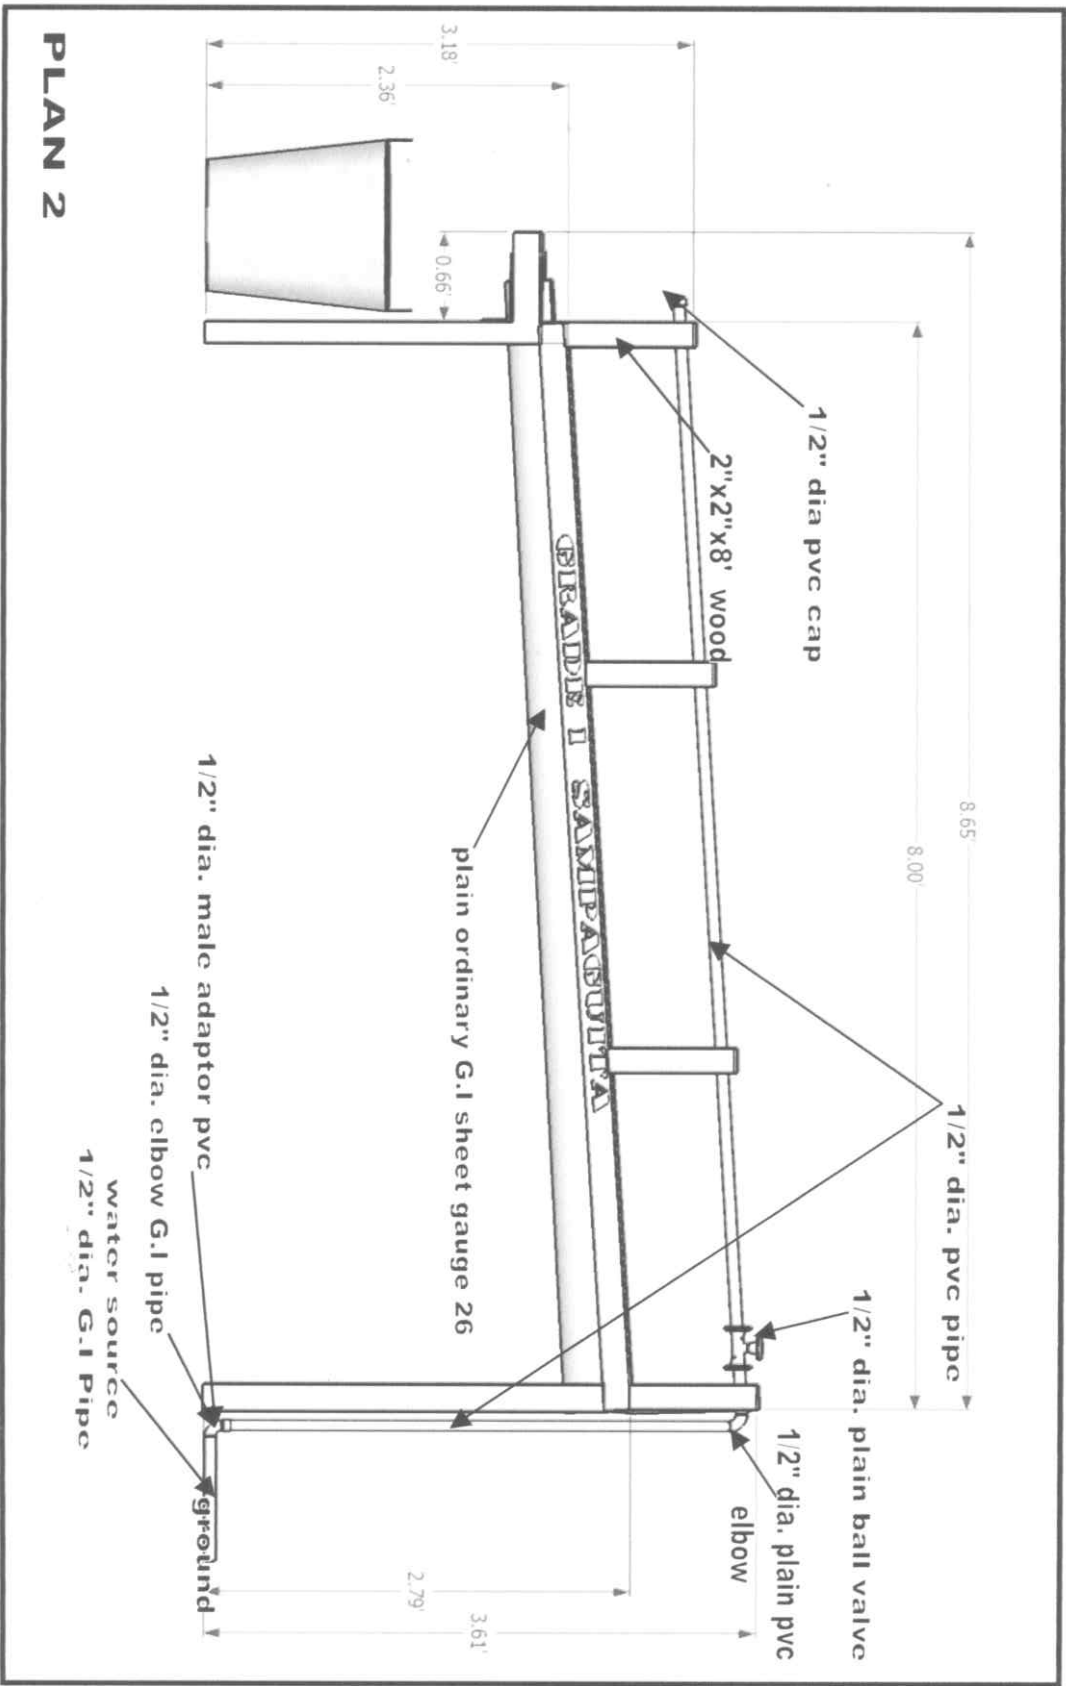 1/2" dia. pvc pipe
1/2" dia. plain ball valve
1/2" dia. plain pvc
elbow
8.65'
8.00'
1/2" dia pvc cap
2"x2"x8' wood
3.18'
2.36'
0.66'
GRADE I SAMPAGUITA
plain ordinary G.I sheet gauge 26
2.79'
3.61'
1/2" dia. male adaptor pvc
1/2" dia. elbow G.I pipe
water source
1/2" dia. G.I Pipe
ground
PLAN 2